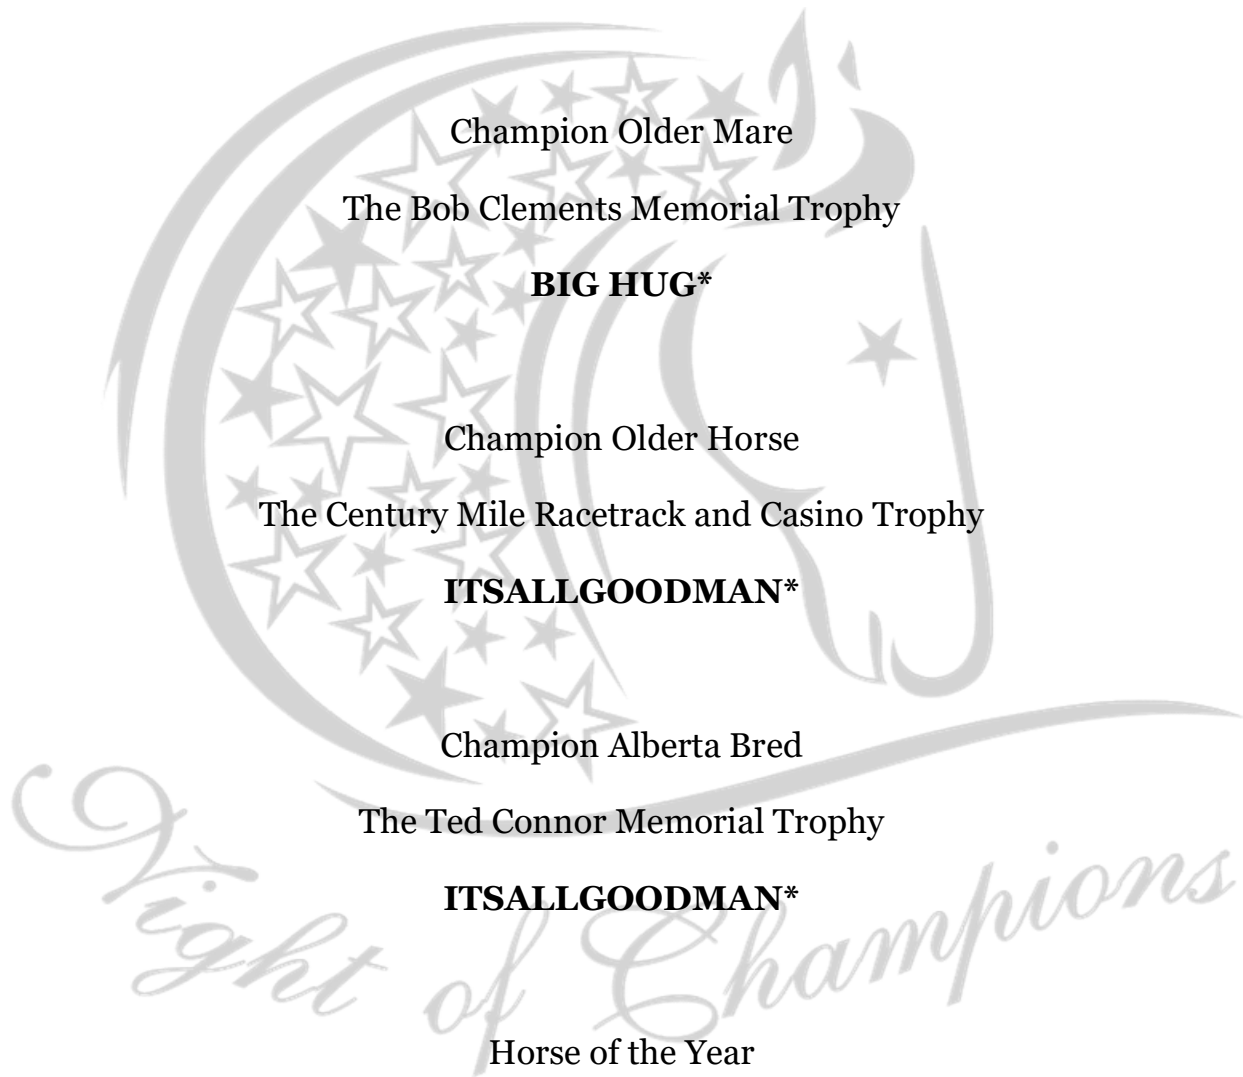 Champion Older Mare
The Bob Clements Memorial Trophy
BIG HUG*
Champion Older Horse
The Century Mile Racetrack and Casino Trophy
ITSALLGOODMAN*
Champion Alberta Bred
The Ted Connor Memorial Trophy
ITSALLGOODMAN*
Night of Champions
Horse of the Year